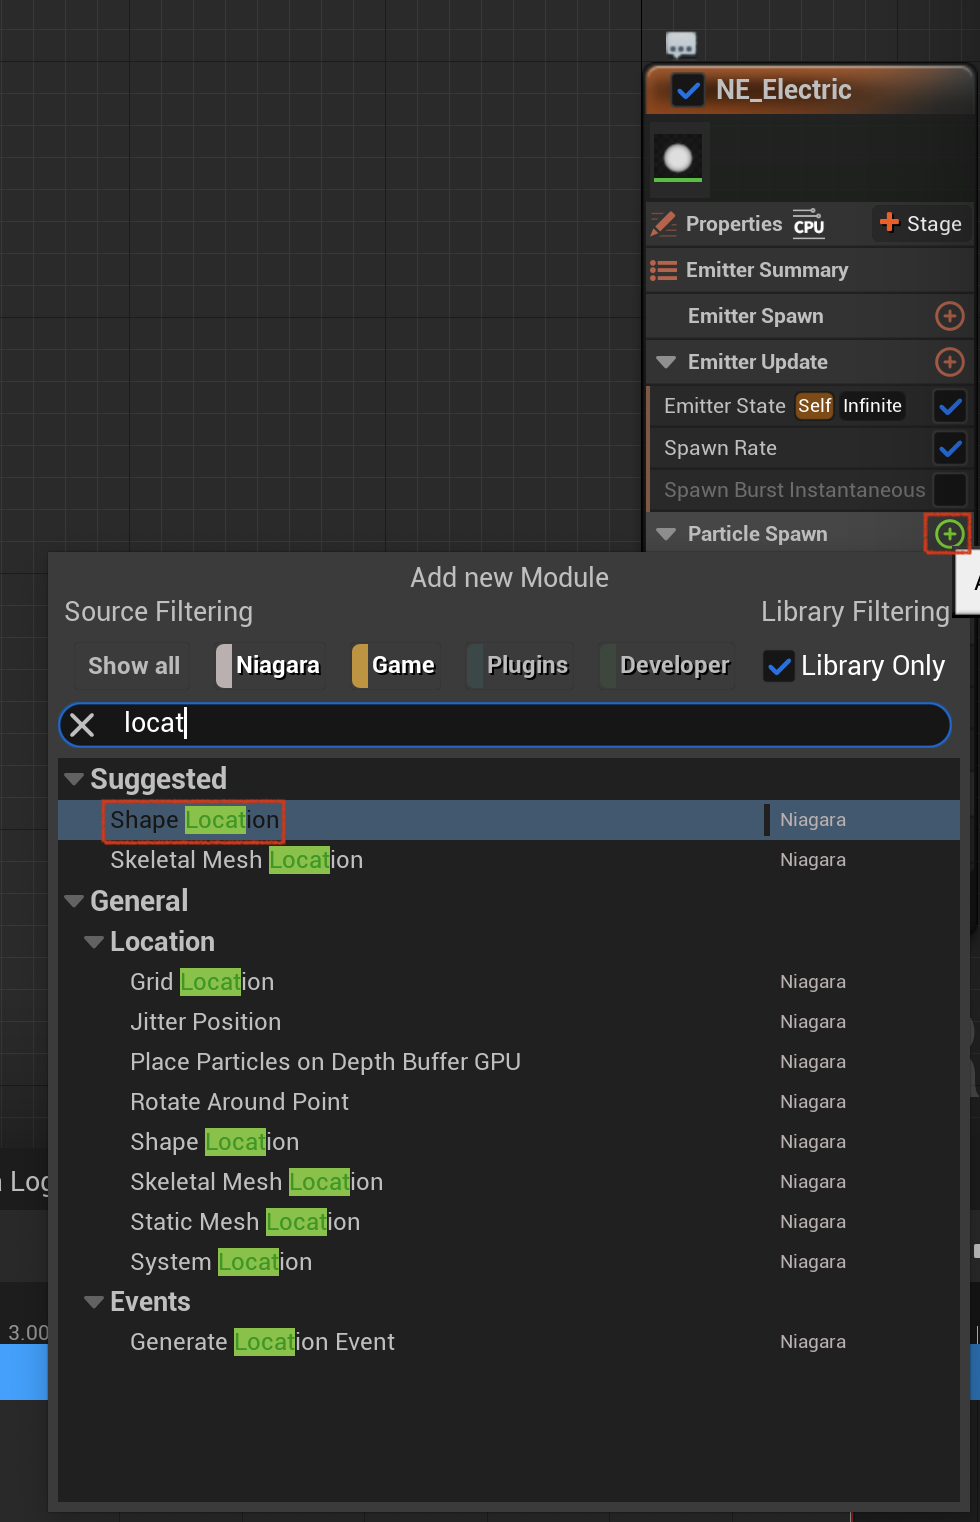 NE_Electric
Properties CPU + Stage
Emitter Summary
Emitter Spawn
Emitter Update
Emitter State Self Infinite
Spawn Rate
Spawn Burst Instantaneous
Particle Spawn
Add new Module
Source Filtering Library Filtering
Show all Niagara Game Plugins Developer Library Only
locat
Suggested
Shape Location Niagara
Skeletal Mesh Location Niagara
General
Location
Grid Location Niagara
Jitter Position Niagara
Place Particles on Depth Buffer GPU Niagara
Rotate Around Point Niagara
Shape Location Niagara
Skeletal Mesh Location Niagara
Static Mesh Location Niagara
System Location Niagara
Events
Generate Location Event Niagara
3.00